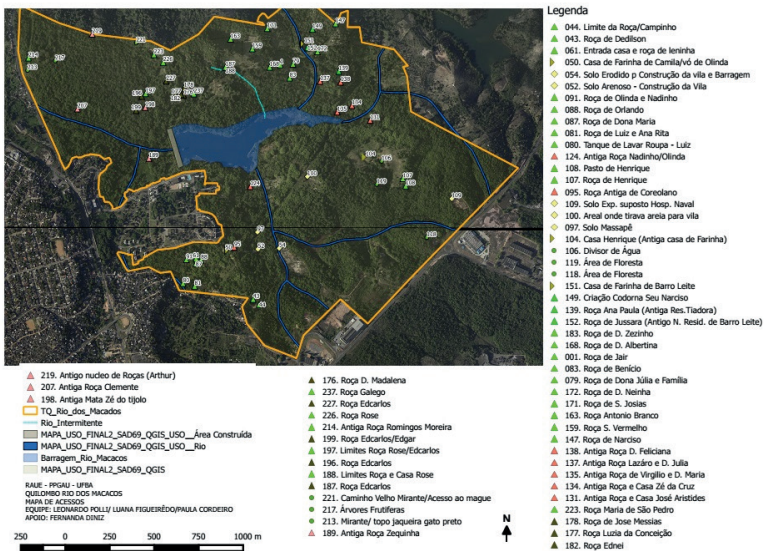 Legenda
044. Limite da Roça/Campinho
043. Roça de Dedílson
061. Entrada casa e roça de leninha
050. Casa de Farinha de Camila/vó de Olinda
054. Solo Erodido p Construção da vila e Barragem
052. Solo Arenoso - Construção da Vila
091. Roça de Olinda e Nadinho
088. Roça de Orlando
087. Roça de Dona Maria
081. Roça de Luiz e Ana Rita
080. Tanque de Lavar Roupa - Luiz
124. Antiga Roça Nadinho/Olinda
108. Pasto de Henrique
107. Roça de Henrique
095. Roça Antiga de Coreolano
109. Solo Exp. suposto Hosp. Naval
100. Areal onde tirava areia para vila
097. Solo Massapê
104. Casa Henrique (Antiga casa de Farinha)
106. Divisor de Água
119. Área de Floresta
118. Área de Floresta
151. Casa de Farinha de Barro Leite
149. Criação Codorna Seu Narciso
139. Roça Ana Paula (Antiga Res.Tiadora)
152. Roça de Jussara (Antigo N. Resid. de Barro Leite)
183. Roça de D. Zezinho
168. Roça de D. Albertina
001. Roça de Jair
083. Roça de Benício
079. Roça de Dona Júlia e Família
172. Roça de D. Neinha
171. Roça de S. Josias
163. Roça Antonio Branco
159. Roça S. Vermelho
147. Roça de Narciso
138. Antiga Roça D. Feliciana
137. Antiga Roça Lazáro e D. Julia
135. Antiga Roça de Virgílio e D. Maria
134. Antiga Roça e Casa Zé da Cruz
131. Antiga Roça e Casa José Aristides
223. Roça Maria de São Pedro
178. Roça de Jose Messias
177. Roça Luzia da Conceição
182. Roça Ednei
219. Antigo nucleo de Roças (Arthur)
207. Antiga Roça Clemente
198. Antiga Mata Zé do tijolo
TQ_Rio_dos_Macados
Rio_Intermitente
MAPA_USO_FINAL2_SAD69_QGIS_USO__Área Construída
MAPA_USO_FINAL2_SAD69_QGIS_USO__Rio
Barragem_Rio_Macacos
MAPA_USO_FINAL2_SAD69_QGIS
176. Roça D. Madalena
237. Roça Galego
227. Roça Edcarlos
226. Roça Rose
214. Antiga Roça Romingos Moreira
199. Roça Edcarlos/Edgar
197. Limites Roça Rose/Edcarlos
196. Roça Edcarlos
188. Limites Roça e Casa Rose
187. Roça Edcarlos
221. Caminho Velho Mirante/Acesso ao mague
217. Árvores Frutíferas
213. Mirante/ topo jaqueira gato preto
189. Antiga Roça Zequinha
RAUE - PPGAU - UFBA
QUILOMBO RIO DOS MACACOS
MAPA DE ACESSOS
EQUIPE: LEONARDO POLLI/ LUANA FIGUEIRÊDO/PAULA CORDEIRO
APOIO: FERNANDA DINIZ
N
250 0 250 500 750 1000 m